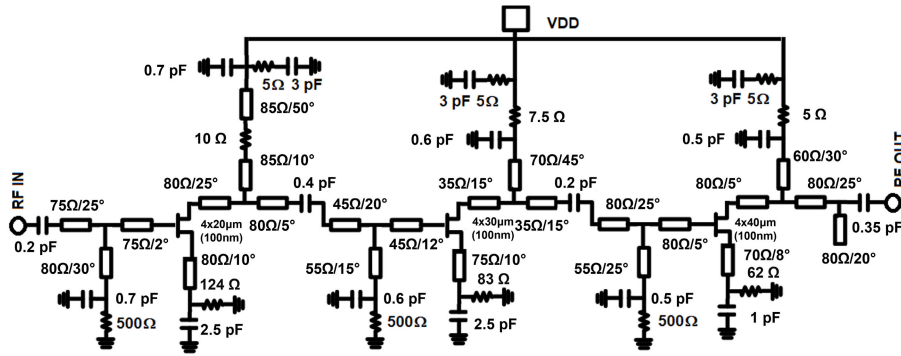 VDD
0.7 pF
5Ω
3 pF
85Ω/50°
10 Ω
85Ω/10°
3 pF
5Ω
7.5 Ω
0.6 pF
70Ω/45°
3 pF
5Ω
5 Ω
0.5 pF
60Ω/30°
RF IN
0.2 pF
75Ω/25°
75Ω/2°
80Ω/30°
0.7 pF
500Ω
80Ω/25°
4x20µm
(100nm)
80Ω/10°
124 Ω
2.5 pF
80Ω/5°
0.4 pF
45Ω/20°
45Ω/12°
55Ω/15°
0.6 pF
500Ω
35Ω/15°
4x30µm
(100nm)
75Ω/10°
83 Ω
2.5 pF
35Ω/15°
0.2 pF
80Ω/25°
80Ω/5°
55Ω/25°
0.5 pF
500Ω
80Ω/5°
4x40µm
(100nm)
70Ω/8°
62 Ω
1 pF
80Ω/25°
80Ω/20°
0.35 pF
RF OUT